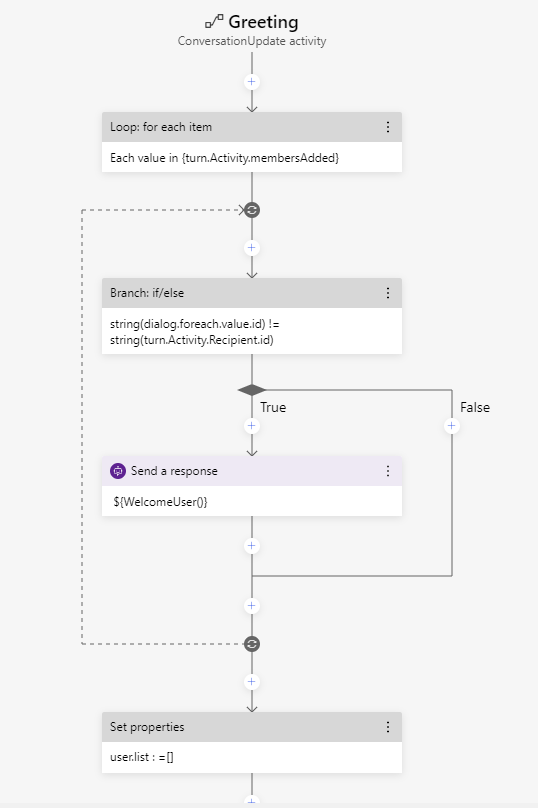 Greeting
ConversationUpdate activity
Loop: for each item
Each value in {turn.Activity.membersAdded}
Branch: if/else
string(dialog.foreach.value.id) !=
string(turn.Activity.Recipient.id)
True
False
Send a response
${WelcomeUser()}
Set properties
user.list : =[]